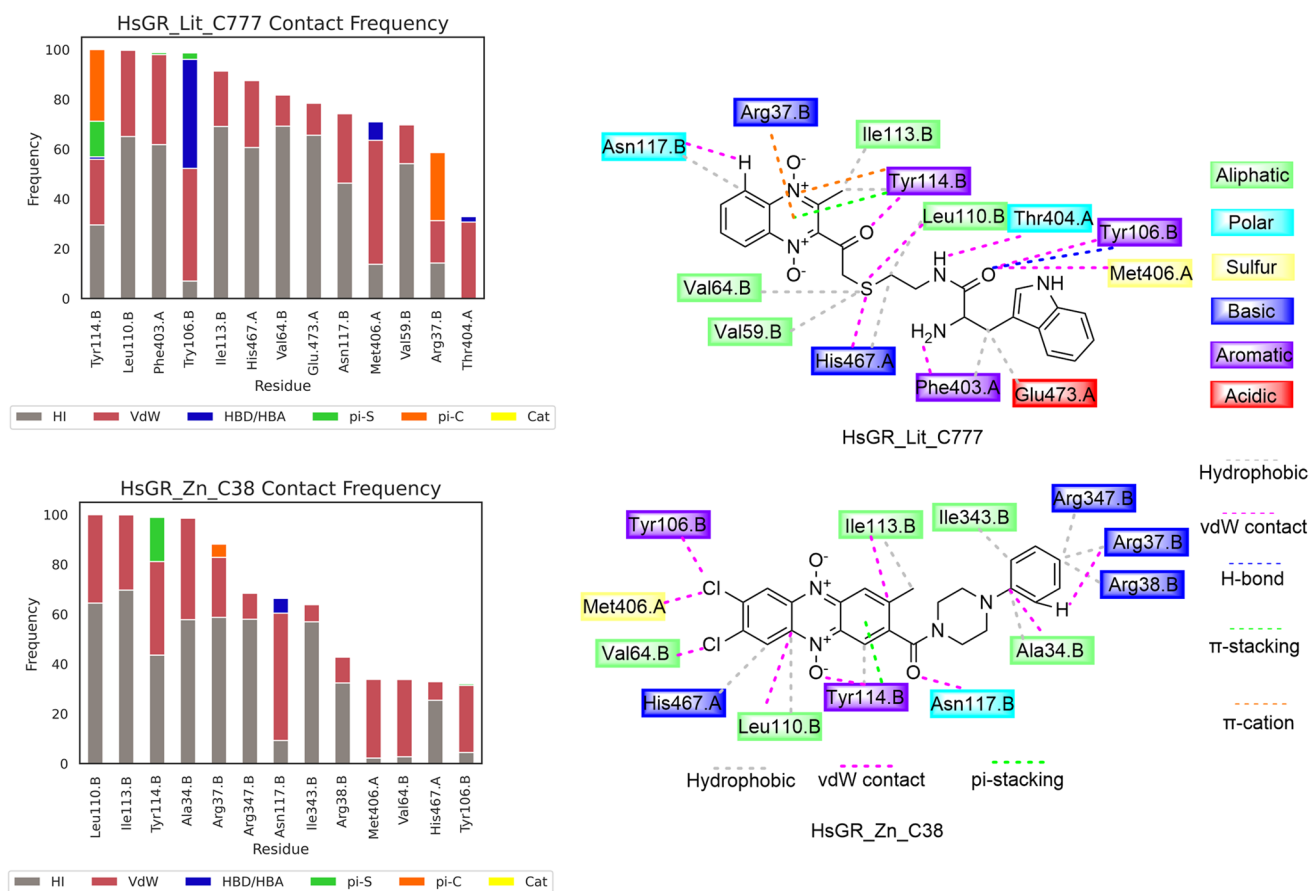 HsGR_Lit_C777 Contact Frequency
100
80
60
40
20
0
Frequency
Tyr114.B
Leu110.B
Phe403.A
Try106.B
Ile113.B
His467.A
Val64.B
Glu.473.A
Asn117.B
Met406.A
Val59.B
Arg37.B
Thr404.A
Residue
HI VdW HBD/HBA pi-S pi-C Cat
Arg37.B
Ile113.B
Asn117.B
H
O-
N+
Tyr114.B
Leu110.B
Thr404.A
Tyr106.B
O
H
N
O
N+
O-
Met406.A
Val64.B
S
NH
Val59.B
H2N
His467.A
Phe403.A
Glu473.A
HsGR_Lit_C777
Aliphatic
Polar
Sulfur
Basic
Aromatic
Acidic
Hydrophobic
vdW contact
H-bond
π-stacking
π-cation
HsGR_Zn_C38 Contact Frequency
100
80
60
40
20
0
Frequency
Leu110.B
Ile113.B
Tyr114.B
Ala34.B
Arg37.B
Arg347.B
Asn117.B
Ile343.B
Arg38.B
Met406.A
Val64.B
His467.A
Tyr106.B
Residue
HI VdW HBD/HBA pi-S pi-C Cat
Arg347.B
Ile343.B
Tyr106.B
Ile113.B
Arg37.B
O-
N+
Cl
Arg38.B
Met406.A
N
H
Cl
Val64.B
N
Ala34.B
N+
O-
O
His467.A
Tyr114.B
Asn117.B
Leu110.B
Hydrophobic vdW contact pi-stacking
HsGR_Zn_C38